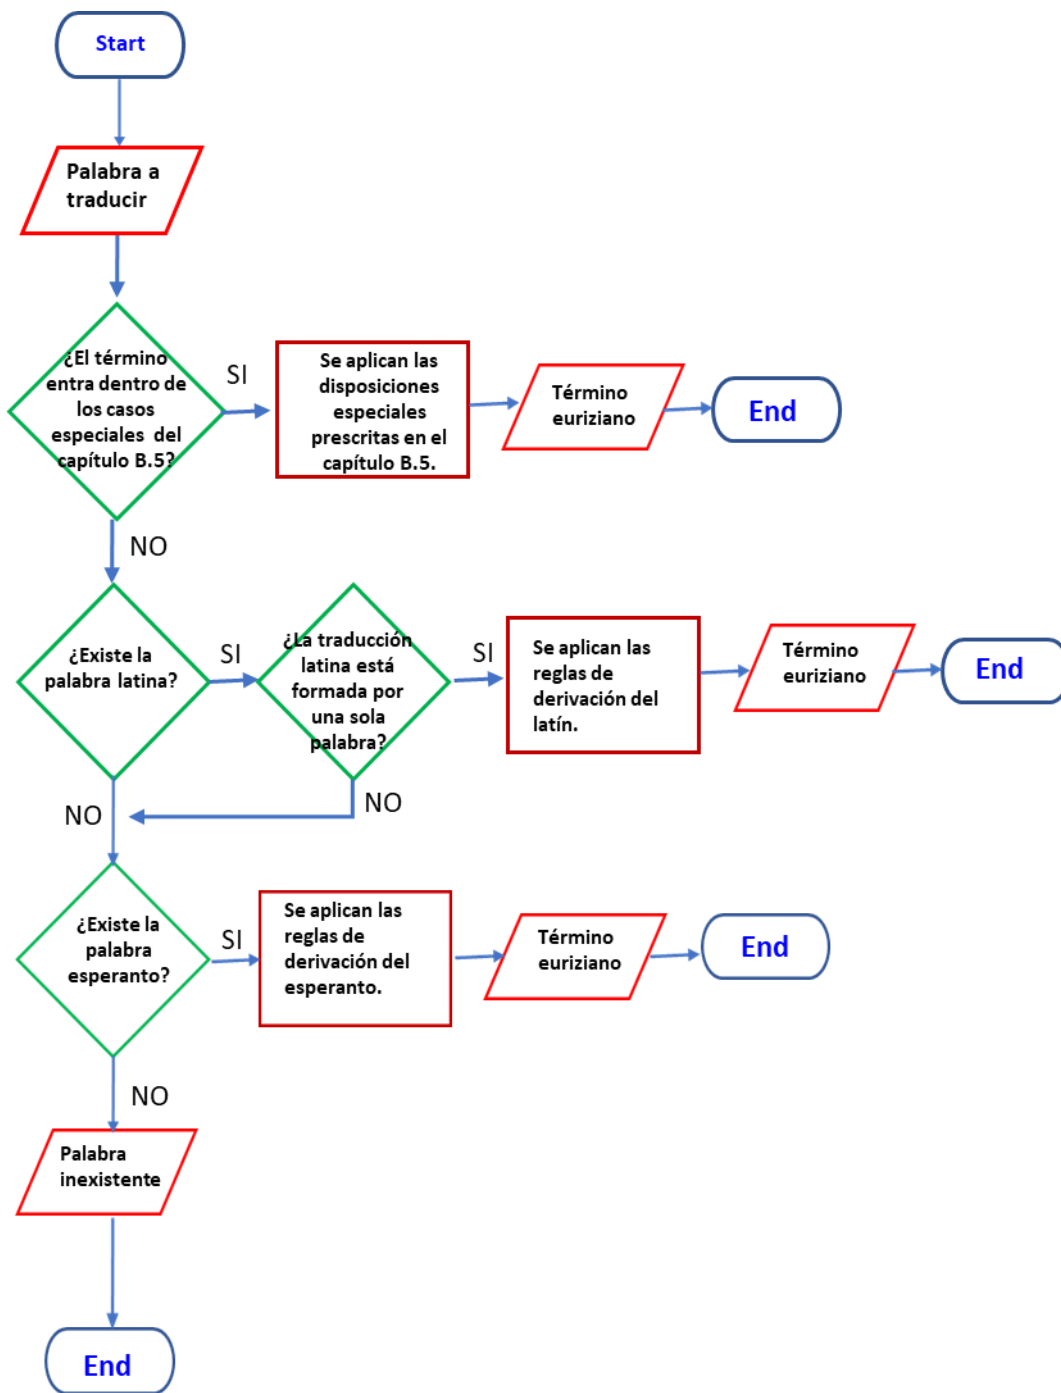 Start
Palabra a
traducir
¿El término
entra dentro de
los casos
especiales del
capítulo B.5?
SI
Se aplican las
disposiciones
especiales
prescritas en el
capítulo B.5.
Término
euriziano
End
NO
¿Existe la
palabra latina?
SI
¿La traducción
latina está
formada por
una sola
palabra?
SI
Se aplican las
reglas de
derivación del
latín.
Término
euriziano
End
NO
NO
¿Existe la
palabra
esperanto?
SI
Se aplican las
reglas de
derivación del
esperanto.
Término
euriziano
End
NO
Palabra
inexistente
End